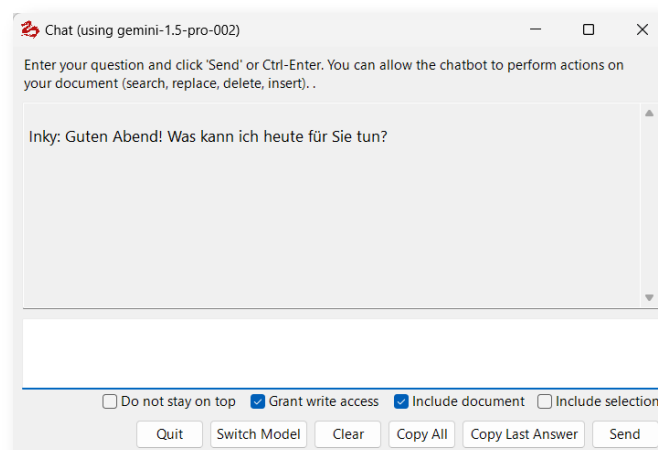 Chat (using gemini-1.5-pro-002)
Enter your question and click 'Send' or Ctrl-Enter. You can allow the chatbot to perform actions on
your document (search, replace, delete, insert). .
Inky: Guten Abend! Was kann ich heute für Sie tun?
Do not stay on top Grant write access Include document Include selection
Quit Switch Model Clear Copy All Copy Last Answer Send